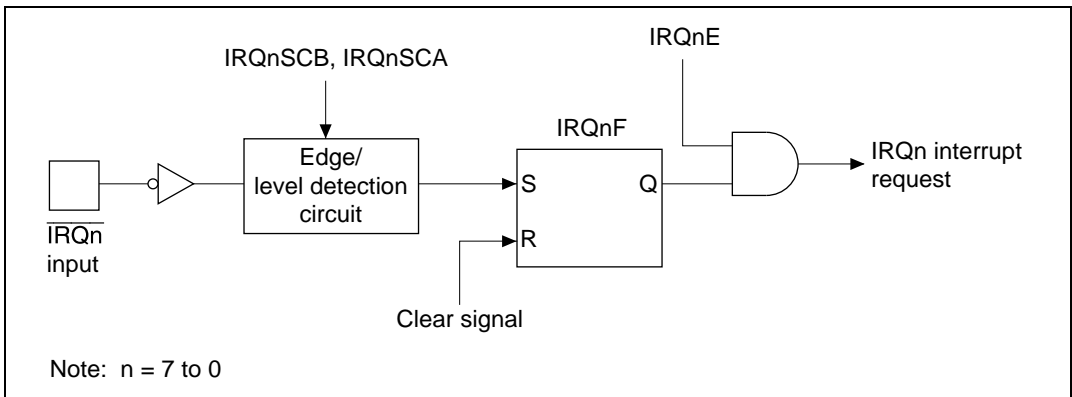 IRQnE
IRQnSCB, IRQnSCA
IRQnF
Edge/
level detection
circuit
S
Q
R
IRQn interrupt
request
IRQn
input
Clear signal
Note: n = 7 to 0